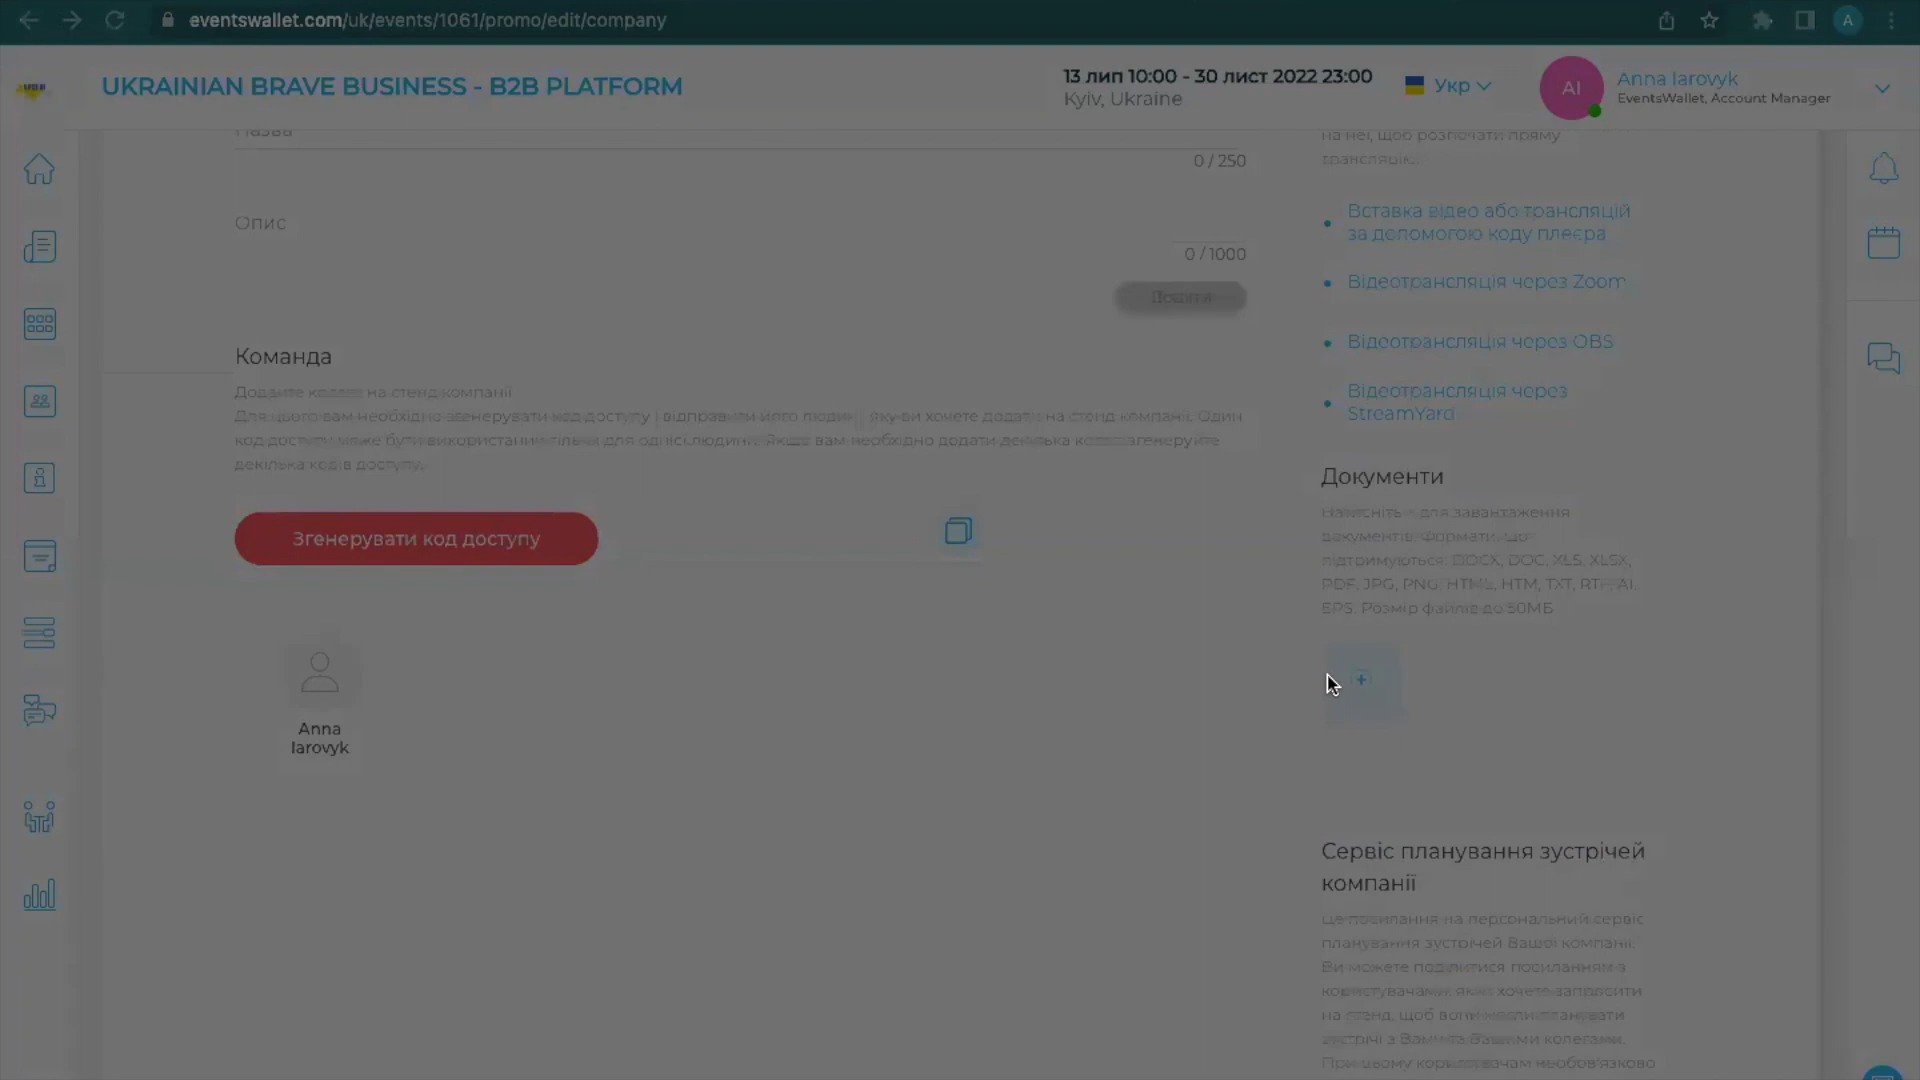 eventswallet.com/uk/events/1061/promo/edit/company
A
UKRAINIAN BRAVE BUSINESS - B2B PLATFORM
13 лип 10:00 - 30 лист 2022 23:00
Kyiv, Ukraine
Укр
AI
Anna Iarovyk
EventsWallet, Account Manager
Назва
0 / 250
Опис
0 / 1000
Додати
Команда
Додайте колег на стенд компанії
Для цього вам необхідно згенерувати код доступу і відправити його людині, яку ви хочете додати на стенд компанії. Один
код доступу може бути використаний тільки для однієї людини. Якщо вам необхідно додати декілька колег згенеруйте
декілька кодів доступу.
Згенерувати код доступу
Anna
Iarovyk
на неї, щоб розпочати пряму
трансляцію.
Вставка відео або трансляцій
за допомогою коду плеєра
Відеотрансляція через Zoom
Відеотрансляція через OBS
Відеотрансляція через
StreamYard
Документи
Натисніть + для завантаження
документів. Формати, що
підтримуються: DOCX, DOC, XLS, XLSX,
PDF, JPG, PNG, HTML, HTM, TXT, RTF, AI,
EPS. Розмір файлів до 50МБ
Сервіс планування зустрічей
компанії
Це посилання на персональний сервіс
планування зустрічей Вашої компанії.
Ви можете поділитися посиланням з
користувачами, яких хочете запросити
на стенд, щоб вони могли планувати
зустрічі з Вами та Вашими колегами.
При цьому користувачам необов'язково